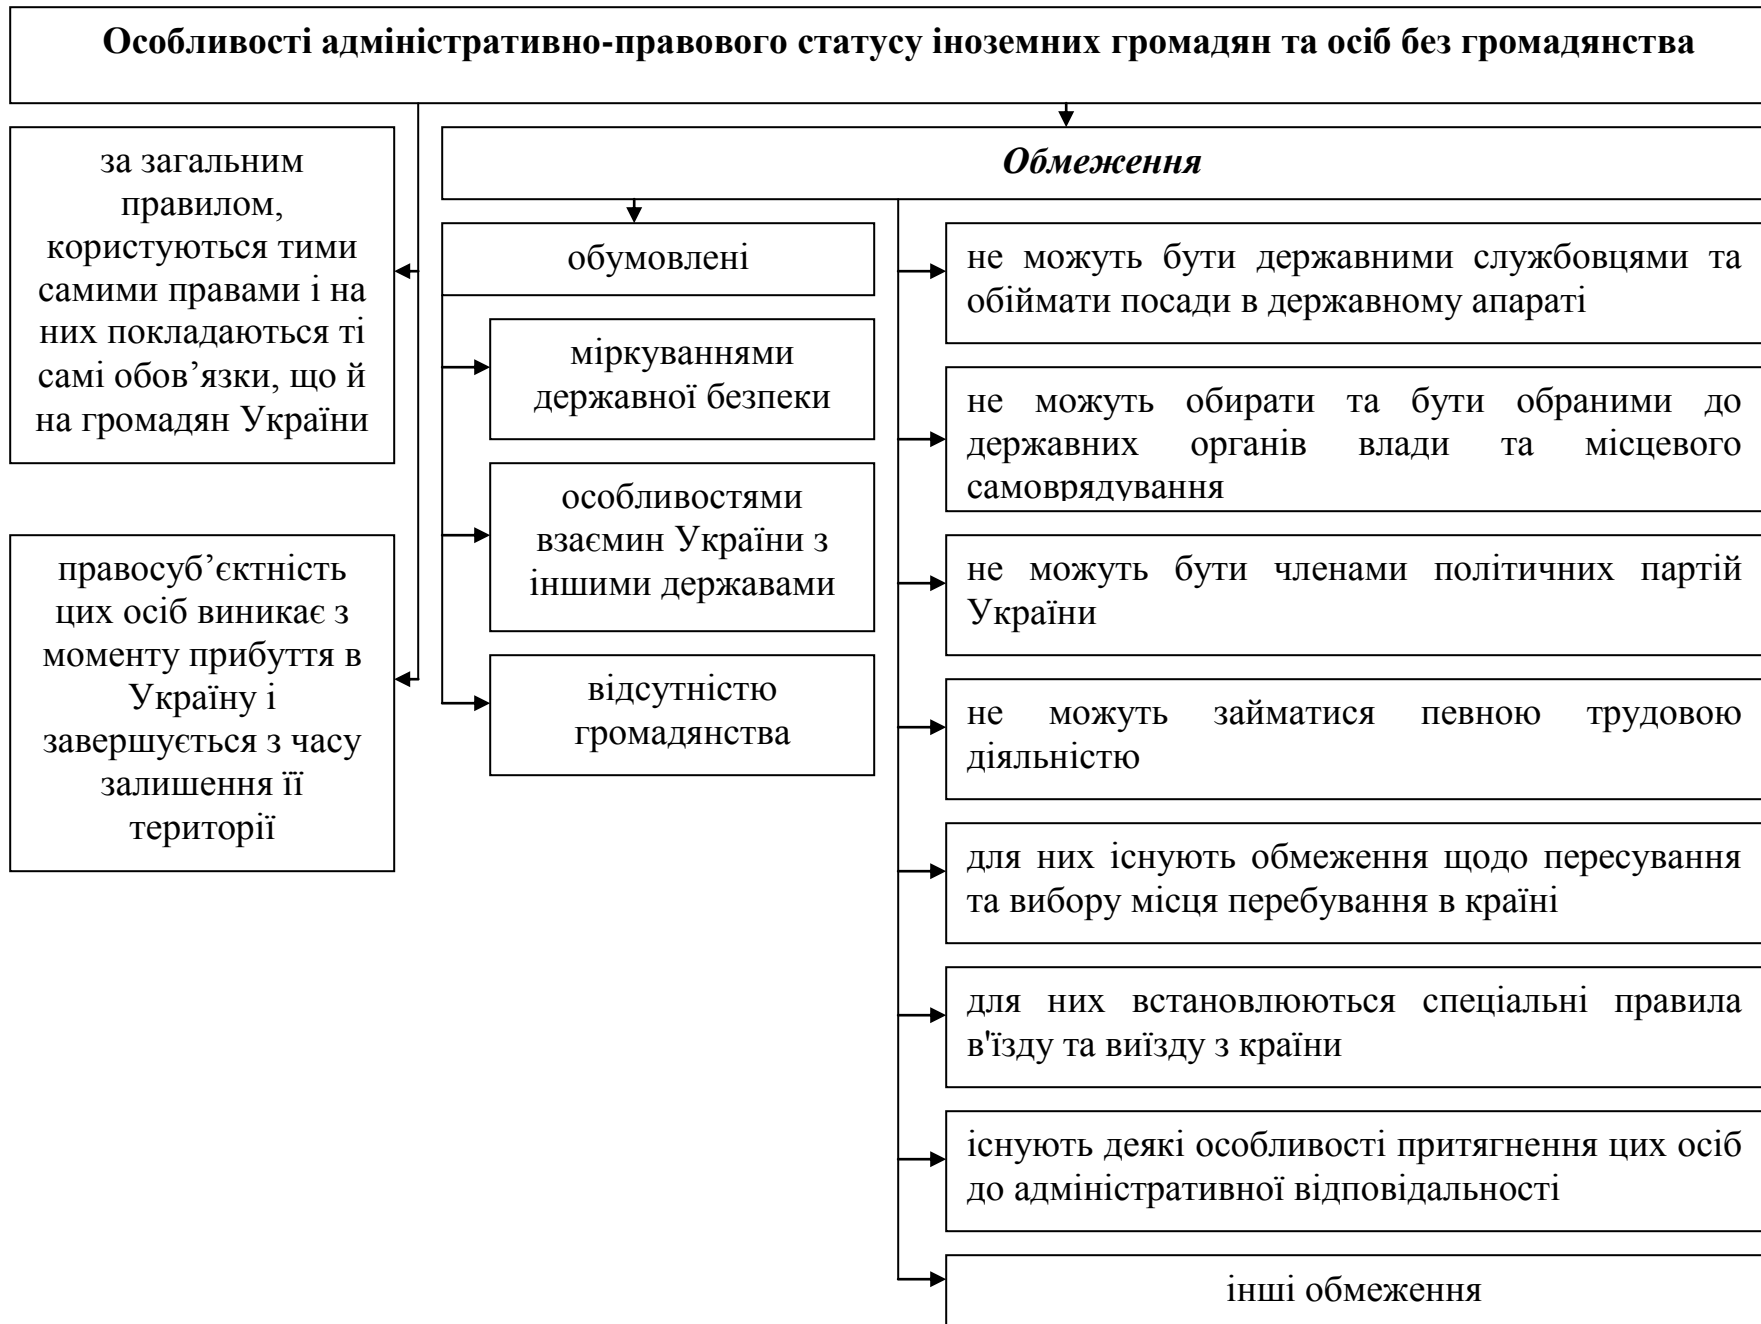 Особливості адміністративно-правового статусу іноземних громадян та осіб без громадянства
за загальним
правилом,
користуються тими
самими правами і на
них покладаються ті
самі обов’язки, що й
на громадян України
правосуб’єктність
цих осіб виникає з
моменту прибуття в
Україну і
завершується з часу
залишення її
території
Обмеження
обумовлені
міркуваннями
державної безпеки
особливостями
взаємин України з
іншими державами
відсутністю
громадянства
не можуть бути державними службовцями та
обіймати посади в державному апараті
не можуть обирати та бути обраними до
державних органів влади та місцевого
самоврядування
не можуть бути членами політичних партій
України
не можуть займатися певною трудовою
діяльністю
для них існують обмеження щодо пересування
та вибору місця перебування в країні
для них встановлюються спеціальні правила
в'їзду та виїзду з країни
існують деякі особливості притягнення цих осіб
до адміністративної відповідальності
інші обмеження